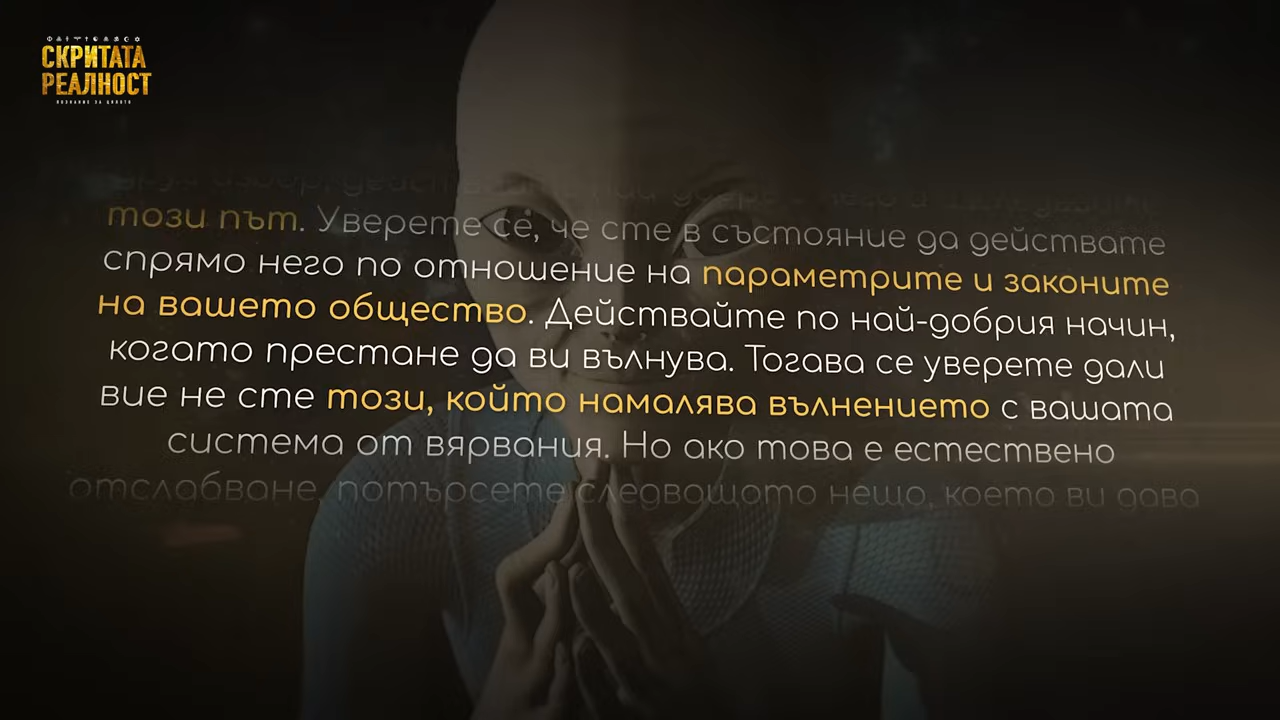 СКРИТАТА
РЕАЛНОСТ
ПОЗНАНИЕ ЗА ЦЯЛОТО
този път. Уверете се, че сте в състояние да действате
спрямо него по отношение на параметрите и законите
на вашето общество. Действайте по най-добрия начин,
когато престане да ви вълнува. Тогава се уверете дали
вие не сте този, който намалява вълнението с вашата
система от вярвания. Но ако това е естествено
отслабване, потърсете следващото нещо, което ви дава